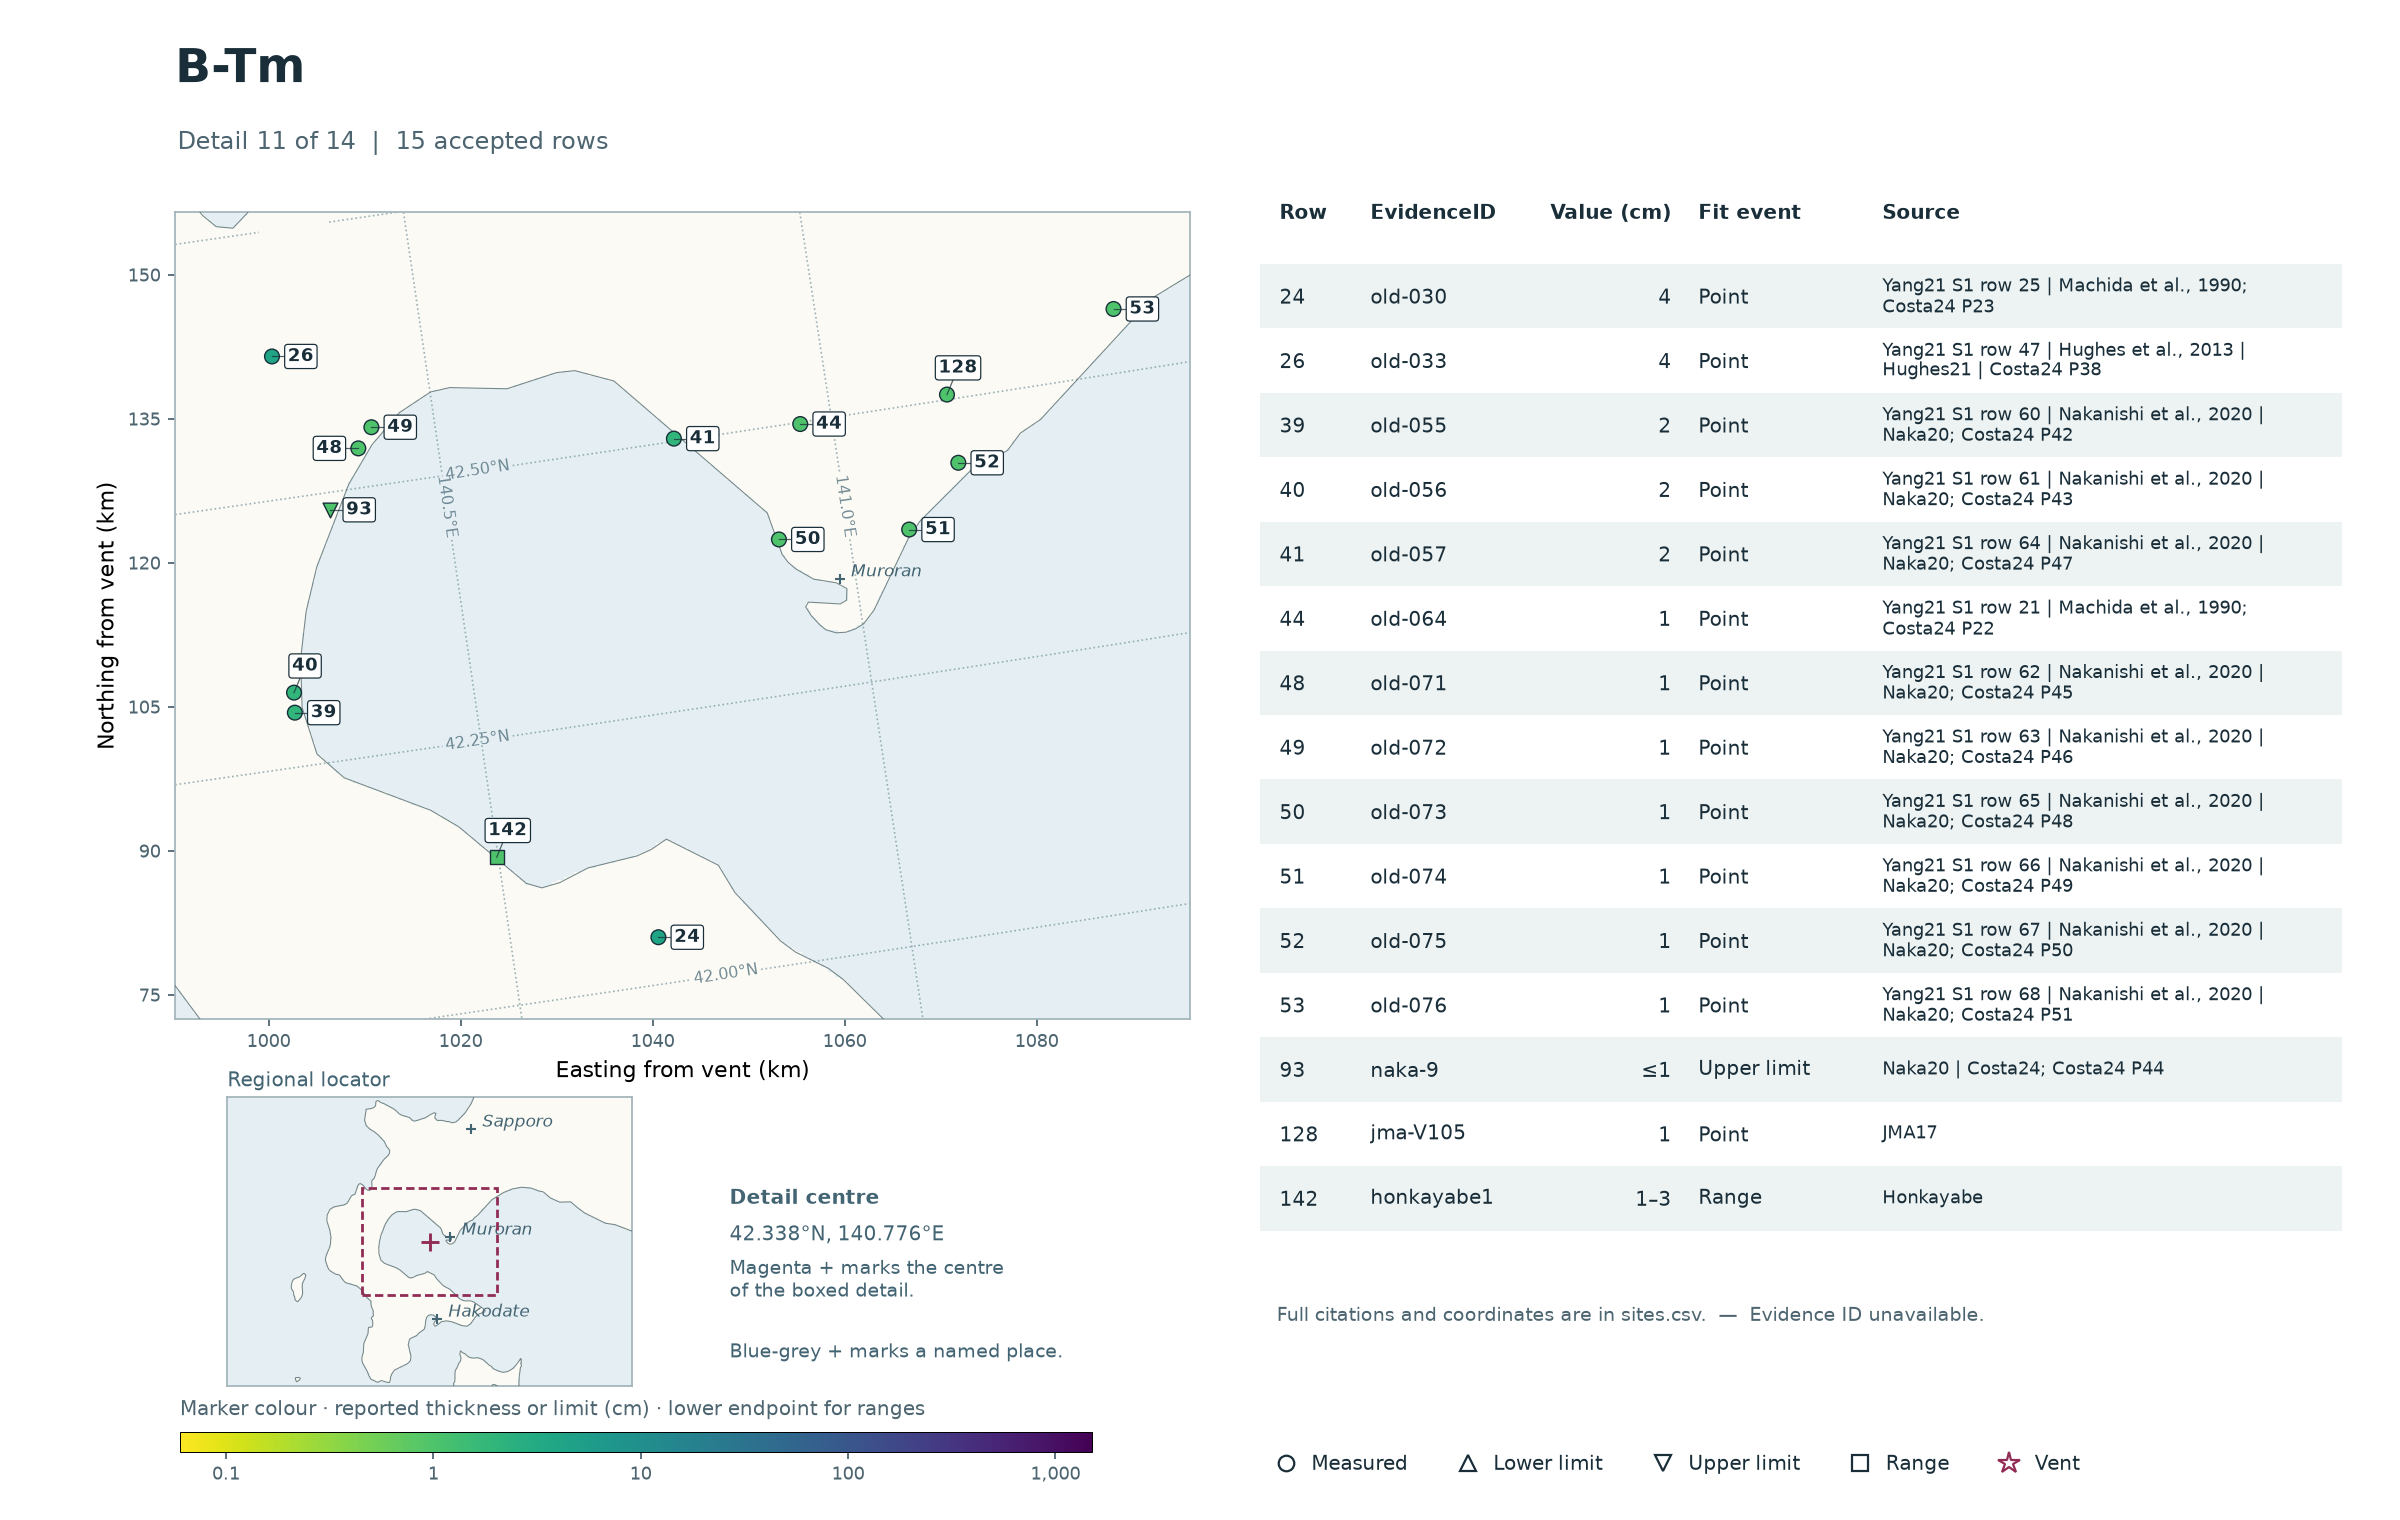 B-Tm
Detail 11 of 14 | 15 accepted rows
150
135
120
105
90
75
Northing from vent (km)
1000
1020
1040
1060
1080
Easting from vent (km)
53
26
128
49
48
44
41
42.50°N
140.5°E
141.0°E
52
93
51
50
Muroran
40
39
42.25°N
142
24
42.00°N
Regional locator
Sapporo
Muroran
Hakodate
Detail centre
42.338°N, 140.776°E
Magenta + marks the centre
of the boxed detail.
Blue-grey + marks a named place.
Marker colour · reported thickness or limit (cm) · lower endpoint for ranges
0.1
1
10
100
1,000
Row EvidenceID Value (cm) Fit event Source
24 old-030 4 Point Yang21 S1 row 25 | Machida et al., 1990;
Costa24 P23
26 old-033 4 Point Yang21 S1 row 47 | Hughes et al., 2013 |
Hughes21 | Costa24 P38
39 old-055 2 Point Yang21 S1 row 60 | Nakanishi et al., 2020 |
Naka20; Costa24 P42
40 old-056 2 Point Yang21 S1 row 61 | Nakanishi et al., 2020 |
Naka20; Costa24 P43
41 old-057 2 Point Yang21 S1 row 64 | Nakanishi et al., 2020 |
Naka20; Costa24 P47
44 old-064 1 Point Yang21 S1 row 21 | Machida et al., 1990;
Costa24 P22
48 old-071 1 Point Yang21 S1 row 62 | Nakanishi et al., 2020 |
Naka20; Costa24 P45
49 old-072 1 Point Yang21 S1 row 63 | Nakanishi et al., 2020 |
Naka20; Costa24 P46
50 old-073 1 Point Yang21 S1 row 65 | Nakanishi et al., 2020 |
Naka20; Costa24 P48
51 old-074 1 Point Yang21 S1 row 66 | Nakanishi et al., 2020 |
Naka20; Costa24 P49
52 old-075 1 Point Yang21 S1 row 67 | Nakanishi et al., 2020 |
Naka20; Costa24 P50
53 old-076 1 Point Yang21 S1 row 68 | Nakanishi et al., 2020 |
Naka20; Costa24 P51
93 naka-9 ≤1 Upper limit Naka20 | Costa24; Costa24 P44
128 jma-V105 1 Point JMA17
142 honkayabe1 1–3 Range Honkayabe
Full citations and coordinates are in sites.csv. — Evidence ID unavailable.
Measured
Lower limit
Upper limit
Range
Vent